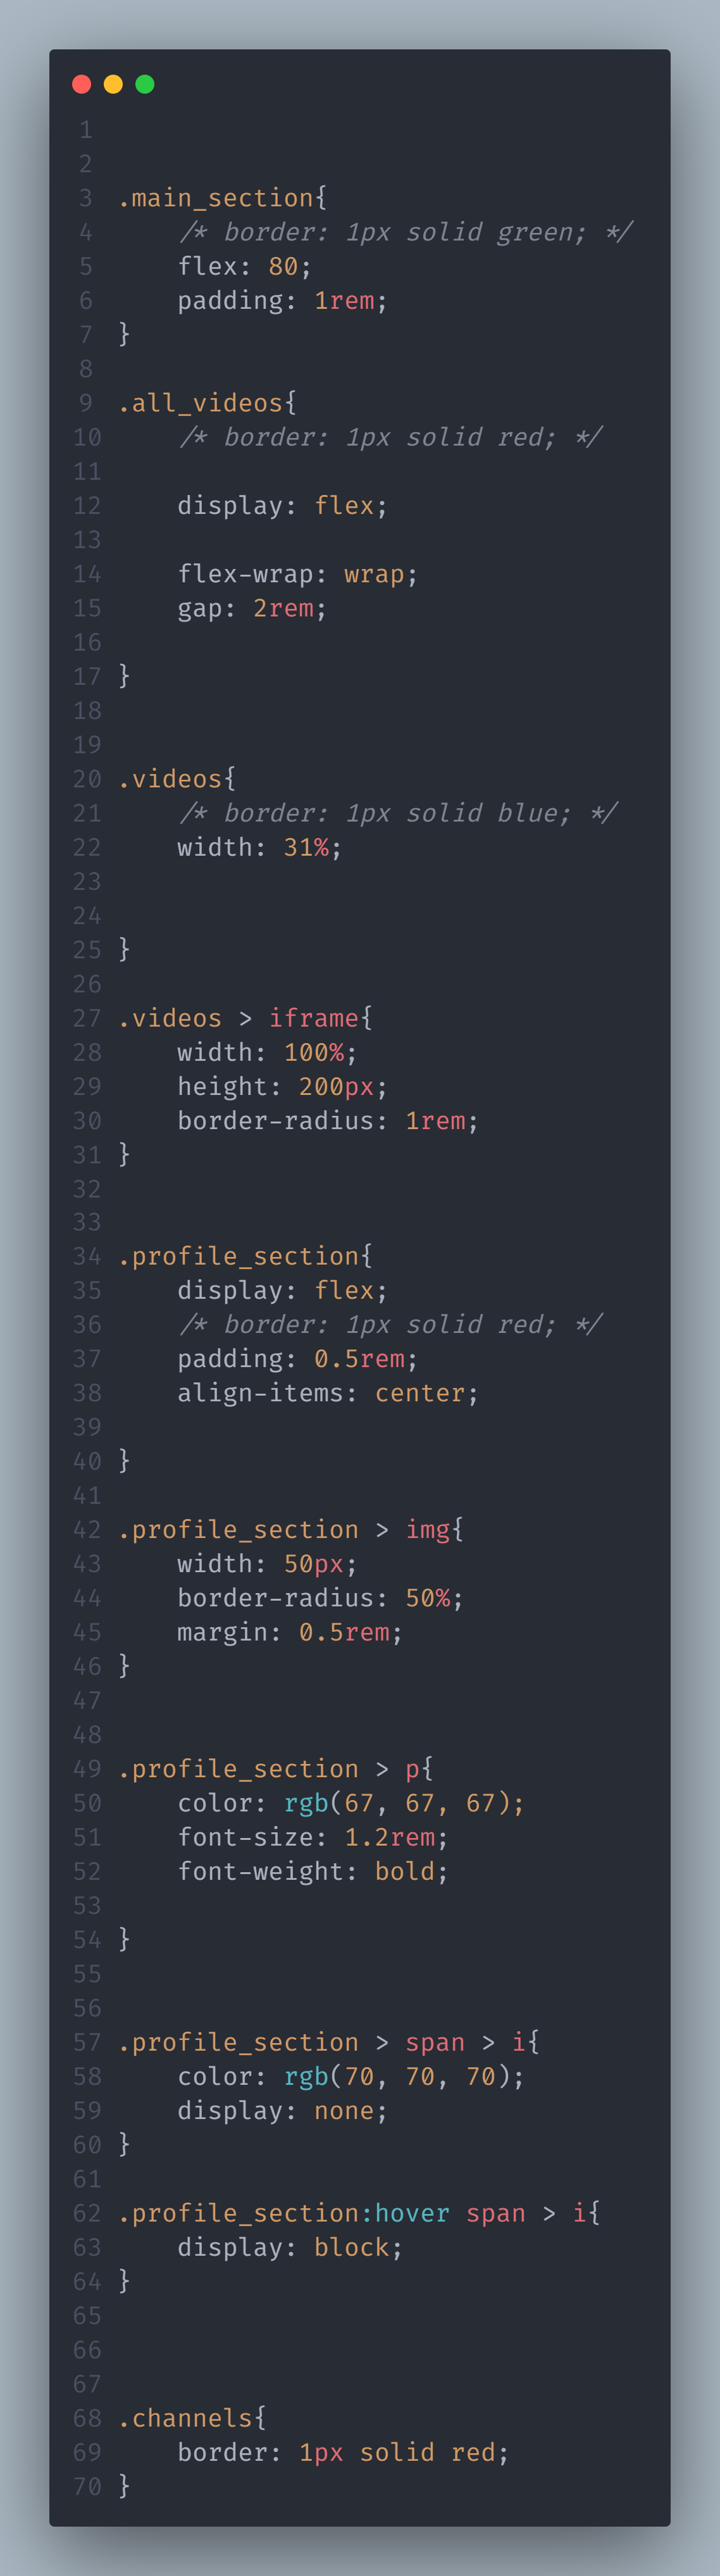 1
2
3 .main_section{
4     /* border: 1px solid green; */
5     flex: 80;
6     padding: 1rem;
7 }
8
9 .all_videos{
10     /* border: 1px solid red; */
11
12     display: flex;
13
14     flex-wrap: wrap;
15     gap: 2rem;
16
17 }
18
19
20 .videos{
21     /* border: 1px solid blue; */
22     width: 31%;
23
24
25 }
26
27 .videos > iframe{
28     width: 100%;
29     height: 200px;
30     border-radius: 1rem;
31 }
32
33
34 .profile_section{
35     display: flex;
36     /* border: 1px solid red; */
37     padding: 0.5rem;
38     align-items: center;
39
40 }
41
42 .profile_section > img{
43     width: 50px;
44     border-radius: 50%;
45     margin: 0.5rem;
46 }
47
48
49 .profile_section > p{
50     color: rgb(67, 67, 67);
51     font-size: 1.2rem;
52     font-weight: bold;
53
54 }
55
56
57 .profile_section > span > i{
58     color: rgb(70, 70, 70);
59     display: none;
60 }
61
62 .profile_section:hover span > i{
63     display: block;
64 }
65
66
67
68 .channels{
69     border: 1px solid red;
70 }